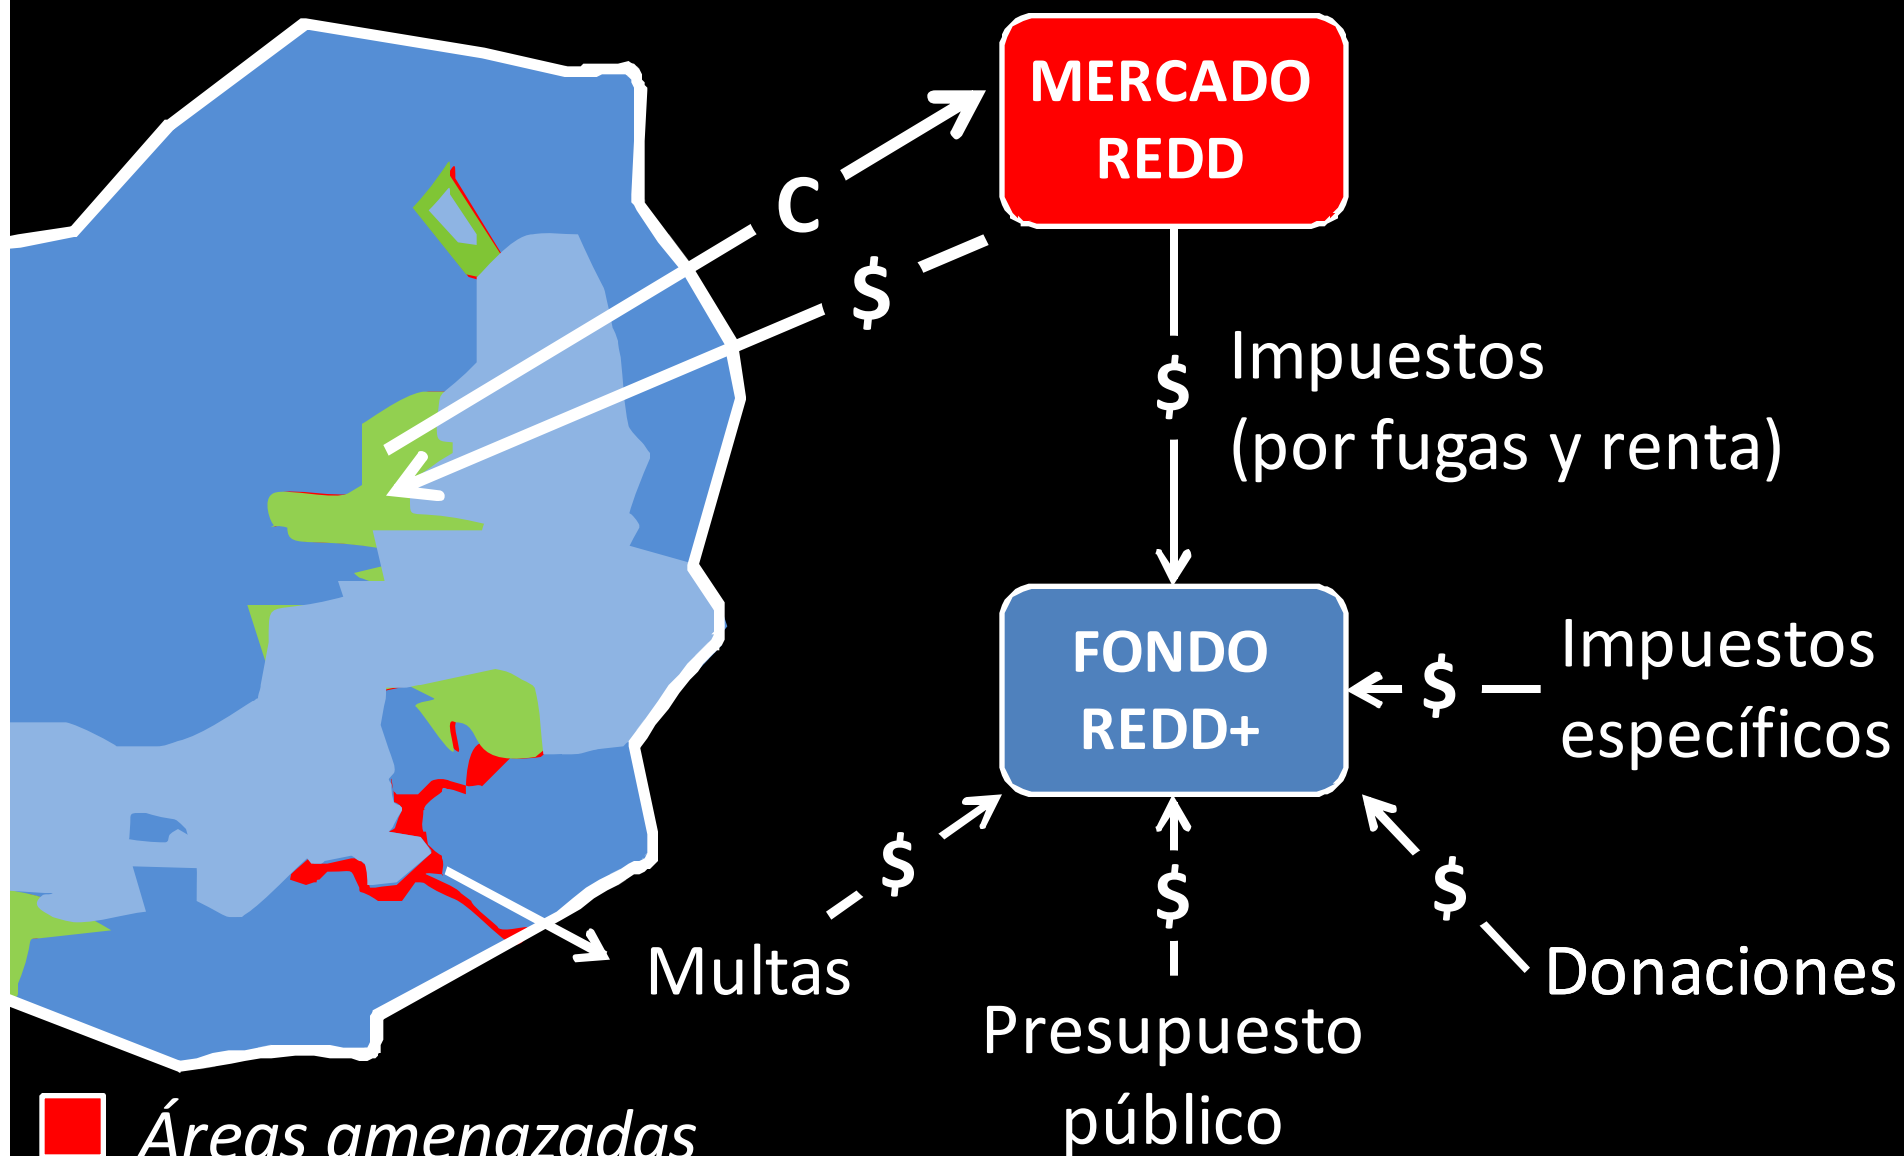 MERCADO
REDD
C
$
$
Impuestos
(por fugas y renta)
FONDO
REDD+
$
Impuestos
específicos
$
$
$
Multas
Donaciones
Presupuesto
público
Áreas amenazadas